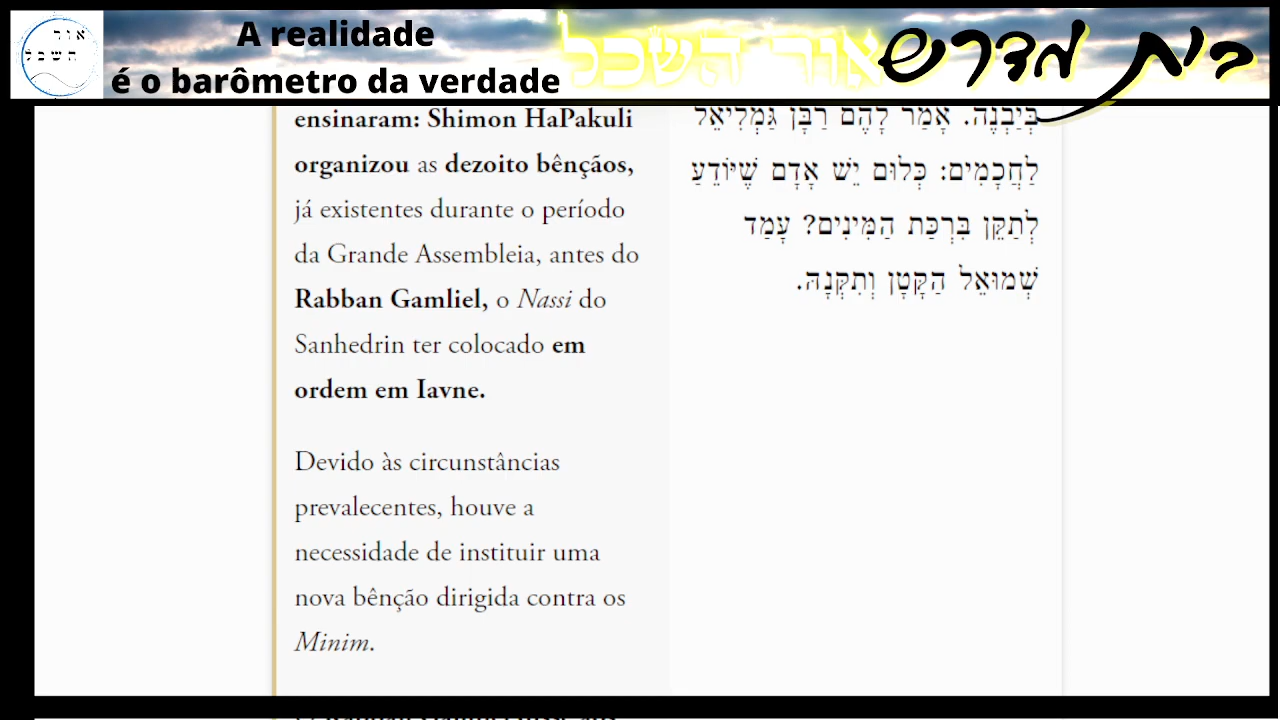 אור
השכל
A realidade
é o barômetro da verdade
אור השכל
בית מדרש
ensinaram: Shimon HaPakuli
organizou as dezoito bênçãos,
já existentes durante o período
da Grande Assembleia, antes do
Rabban Gamliel, o Nassi do
Sanhedrin ter colocado em
ordem em Iavne.
Devido às circunstâncias
prevalecentes, houve a
necessidade de instituir uma
nova bênção dirigida contra os
Minim.
בְּיַבְנֶה. אָמַר לָהֶם רַבָּן גַּמְלִיאֵל
לַחֲכָמִים: כְּלוּם יֵשׁ אָדָם שֶׁיּוֹדֵעַ
לְתַקֵּן בִּרְכַּת הַמִּינִים? עָמַד
שְׁמוּאֵל הַקָּטָן וְתִקְּנָהּ.